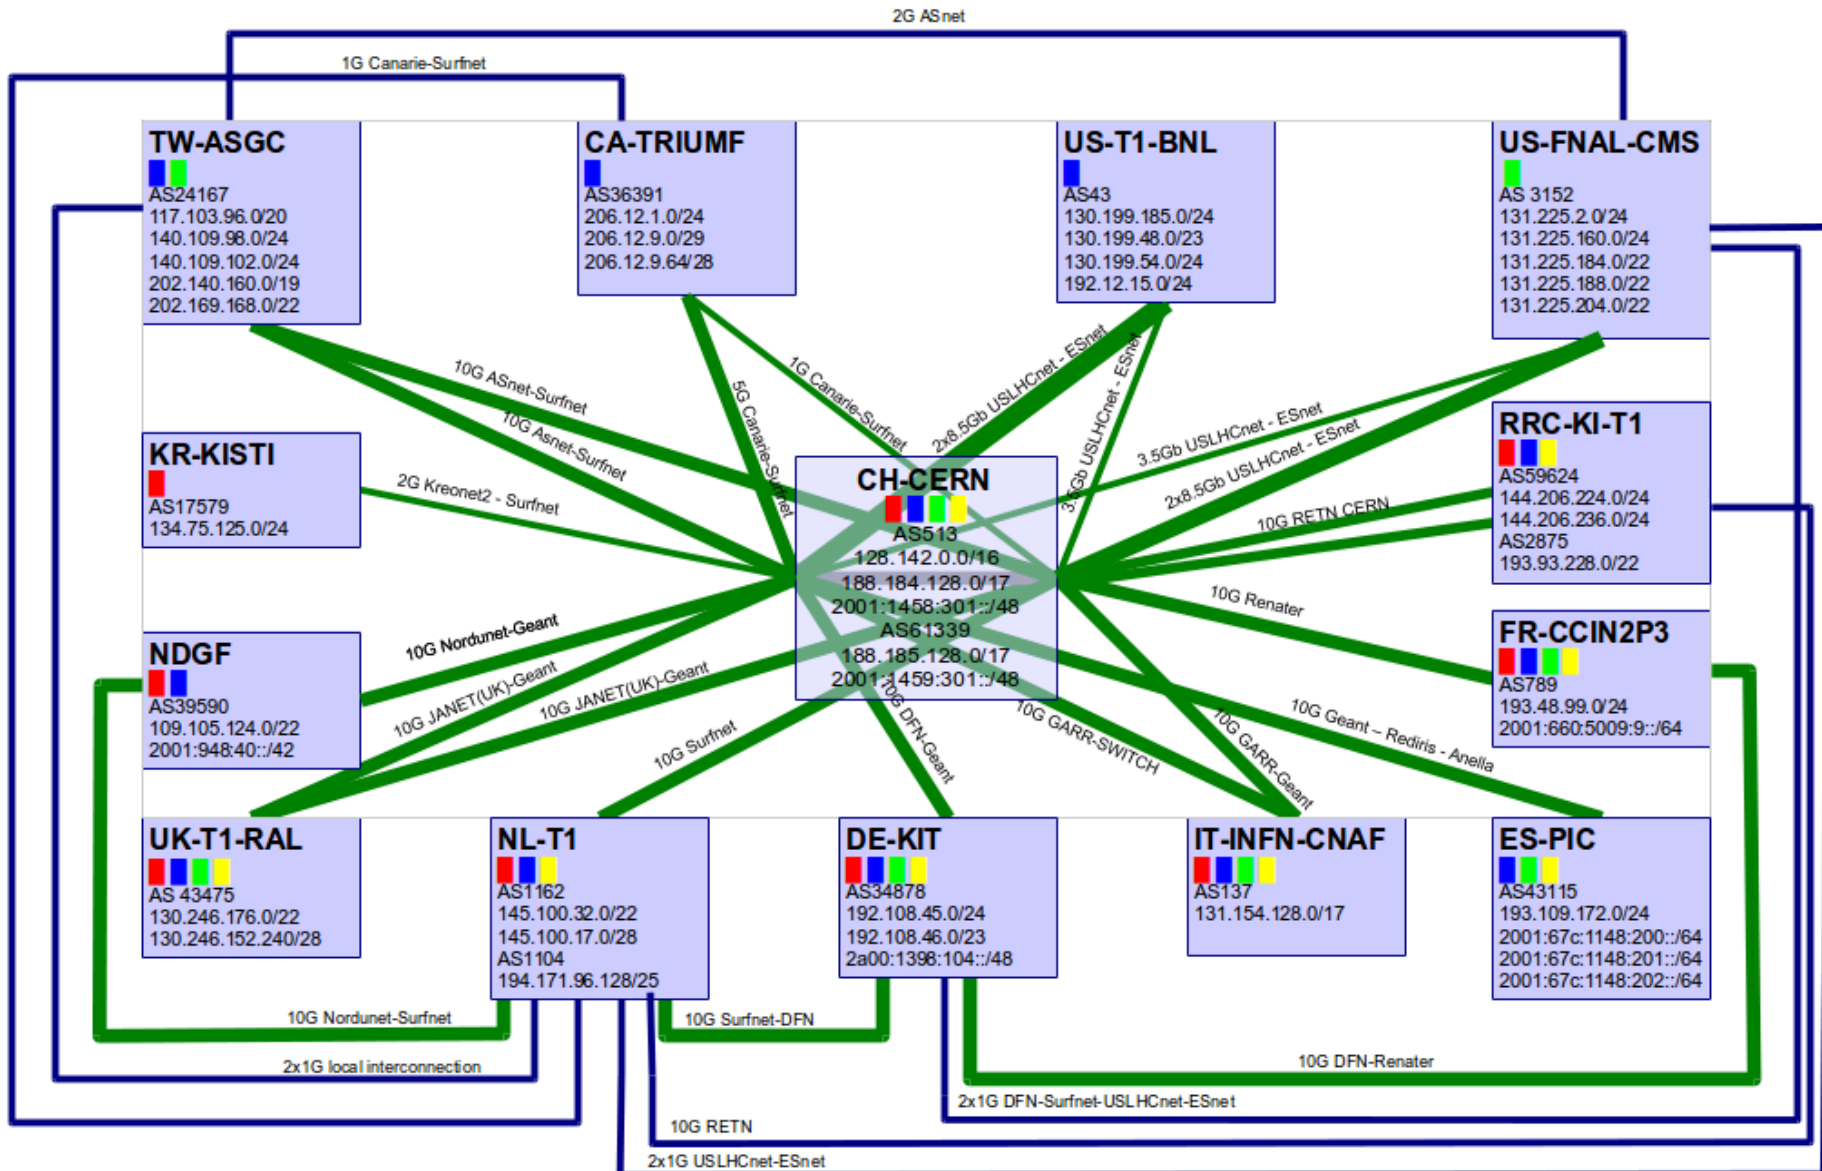 2G ASnet
1G Canarie-Surfnet
TW-ASGC
AS24167
117.103.96.0/20
140.109.98.0/24
140.109.102.0/24
202.140.160.0/19
202.169.168.0/22
CA-TRIUMF
AS36391
206.12.1.0/24
206.12.9.0/29
206.12.9.64/28
US-T1-BNL
AS43
130.199.185.0/24
130.199.48.0/23
130.199.54.0/24
192.12.15.0/24
US-FNAL-CMS
AS 3152
131.225.2.0/24
131.225.160.0/24
131.225.184.0/22
131.225.188.0/22
131.225.204.0/22
10G ASnet-Surfnet
10G Asnet-Surfnet
5G Canarie-Surfnet
1G Canarie-Surfnet
2x8.5Gb USLHCnet - ESnet
3.5Gb USLHCnet - ESnet
3.5Gb USLHCnet - ESnet
2x8.5Gb USLHCnet - ESnet
KR-KISTI
AS17579
134.75.125.0/24
2G Kreonet2 - Surfnet
CH-CERN
AS513
128.142.0.0/16
188.184.128.0/17
2001:1458:301::/48
AS61339
188.185.128.0/17
2001:1459:301::/48
RRC-KI-T1
AS59624
144.206.224.0/24
144.206.236.0/24
AS2875
193.93.228.0/22
10G RETN CERN
10G Renater
NDGF
AS39590
109.105.124.0/22
2001:948:40::/42
10G Nordunet-Geant
10G JANET(UK)-Geant
10G JANET(UK)-Geant
10G Surfnet
10G DFN-Geant
10G GARR-SWITCH
10G GARR-Geant
10G Geant – Rediris - Anella
FR-CCIN2P3
AS789
193.48.99.0/24
2001:660:5009:9::/64
UK-T1-RAL
AS 43475
130.246.176.0/22
130.246.152.240/28
NL-T1
AS1162
145.100.32.0/22
145.100.17.0/28
AS1104
194.171.96.128/25
DE-KIT
AS34878
192.108.45.0/24
192.108.46.0/23
2a00:1398:104::/48
IT-INFN-CNAF
AS137
131.154.128.0/17
ES-PIC
AS43115
193.109.172.0/24
2001:67c:1148:200::/64
2001:67c:1148:201::/64
2001:67c:1148:202::/64
10G Nordunet-Surfnet
10G Surfnet-DFN
2x1G local interconnection
10G DFN-Renater
2x1G DFN-Surfnet-USLHCnet-ESnet
10G RETN
2x1G USLHCnet-ESnet